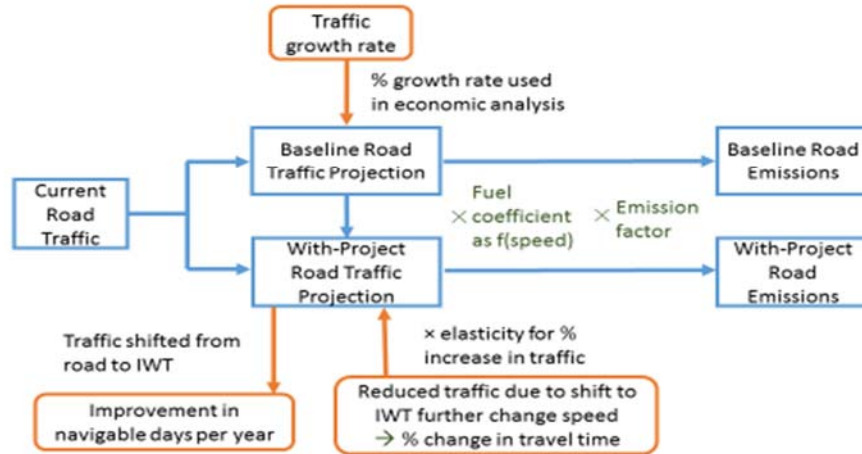 Traffic
growth rate
% growth rate used
in economic analysis
Baseline Road
Traffic Projection
Baseline Road
Emissions
Current
Road
Traffic
Fuel
× coefficient
as f(speed)
× Emission
factor
With-Project
Road Traffic
Projection
With-Project
Road
Emissions
Traffic shifted from
road to IWT
× elasticity for %
increase in traffic
Improvement in
navigable days per year
Reduced traffic due to shift to
IWT further change speed
→ % change in travel time